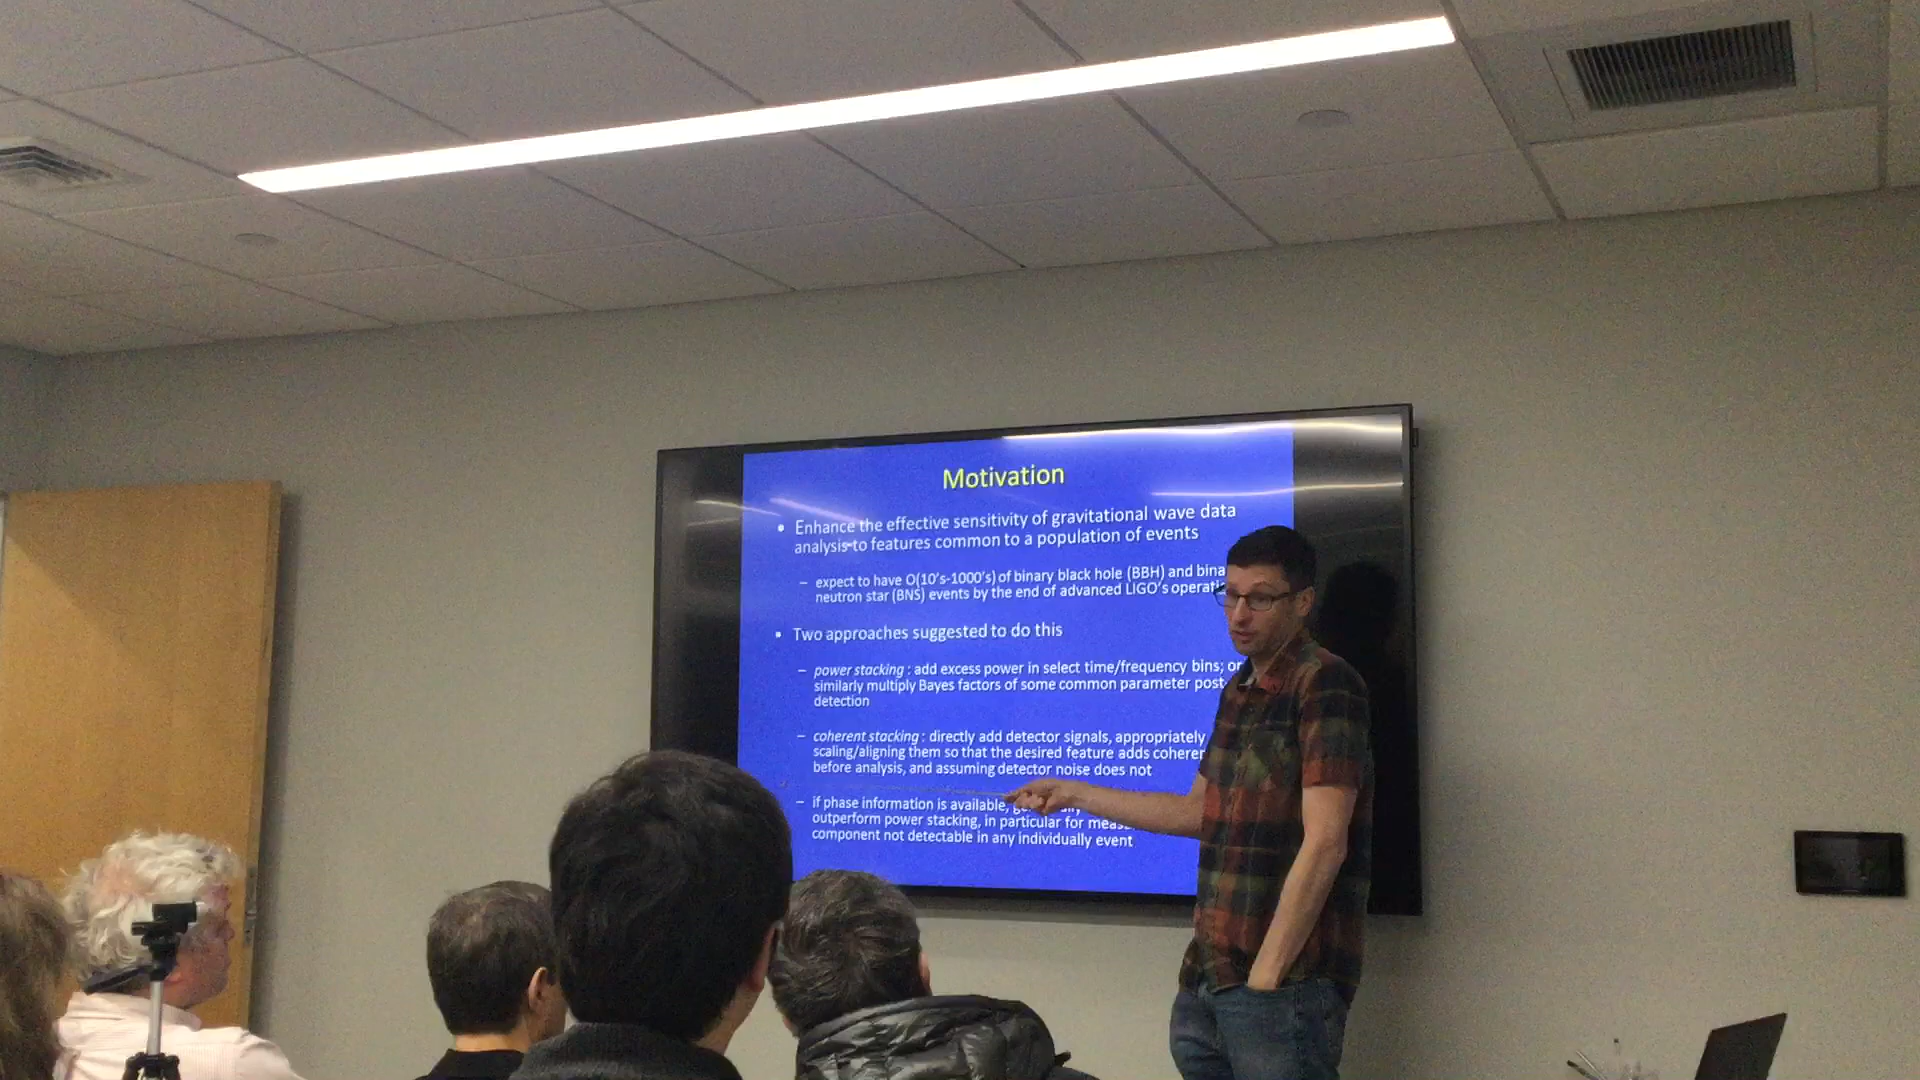 Motivation
• Enhance the effective sensitivity of gravitational wave data
analysis to features common to a population of events
– expect to have O(10's-1000's) of binary black hole (BBH) and
neutron star (BNS) events by the end of advanced LIGO's
• Two approaches suggested to do this
– power stacking : add excess power in select time/frequency bins; or
similarly multiply Bayes factors of some common parameter post-
detection
– coherent stacking : directly add detector signals, appropriately
scaling/aligning them so that the desired feature adds
before analysis, and assuming detector noise does not
– if phase information is available,
outperform power stacking, in particular for
component not detectable in any individually event